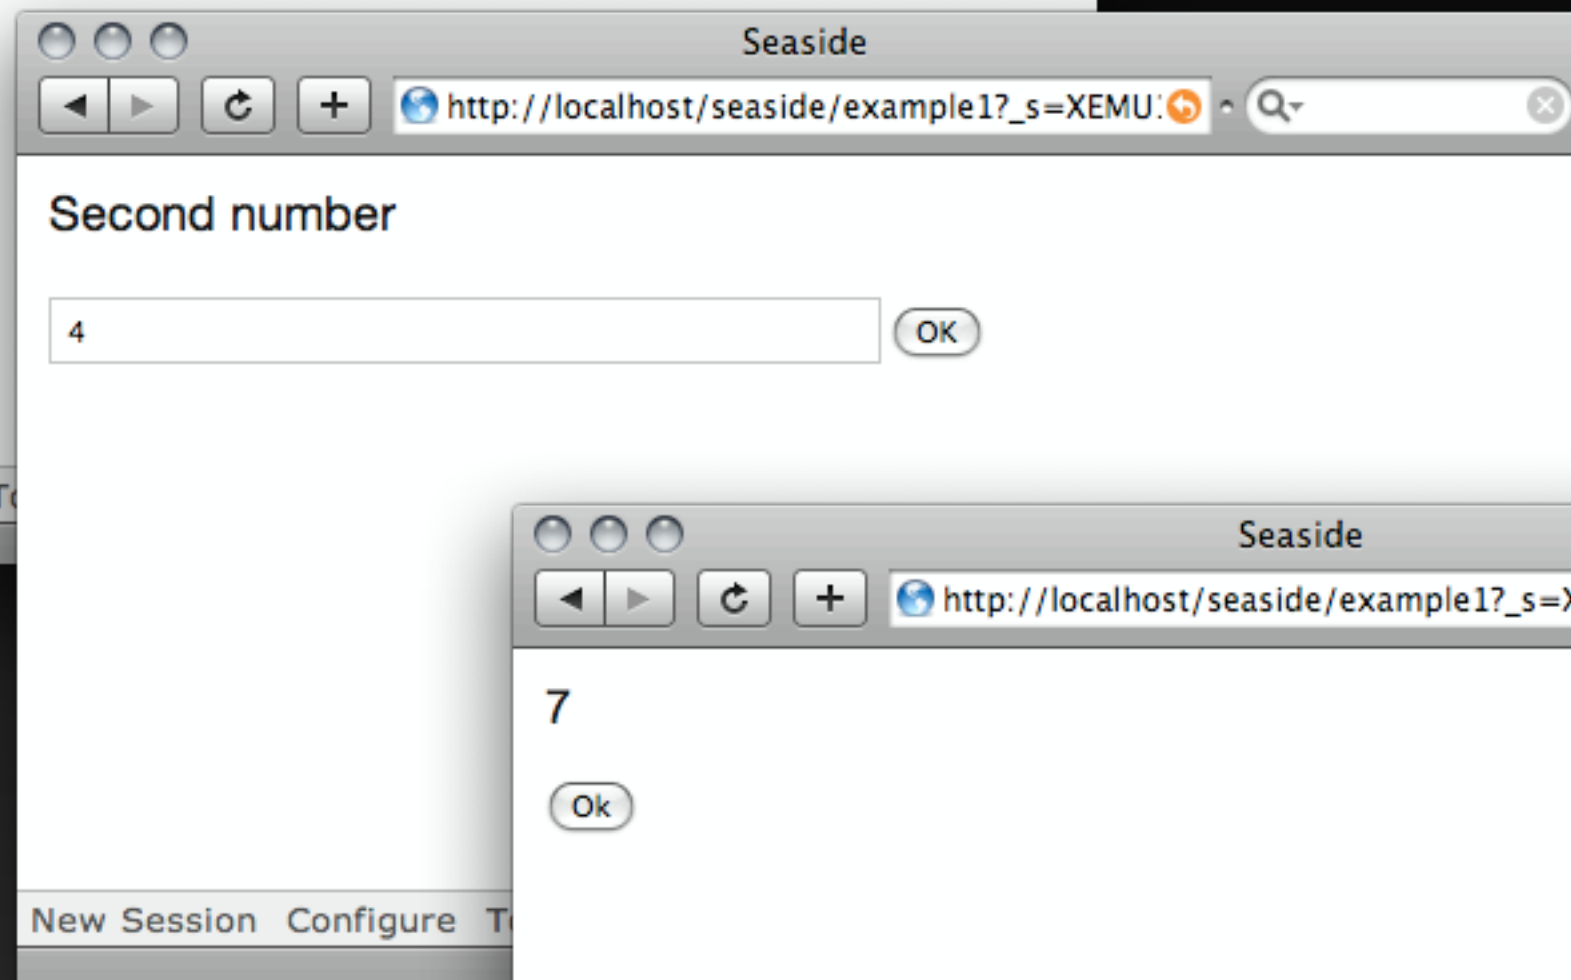 Seaside
http://localhost/seaside/example1?_s=XEMU
Second number
4
OK
Seaside
http://localhost/seaside/example1?_s=
7
Ok
New Session Configure